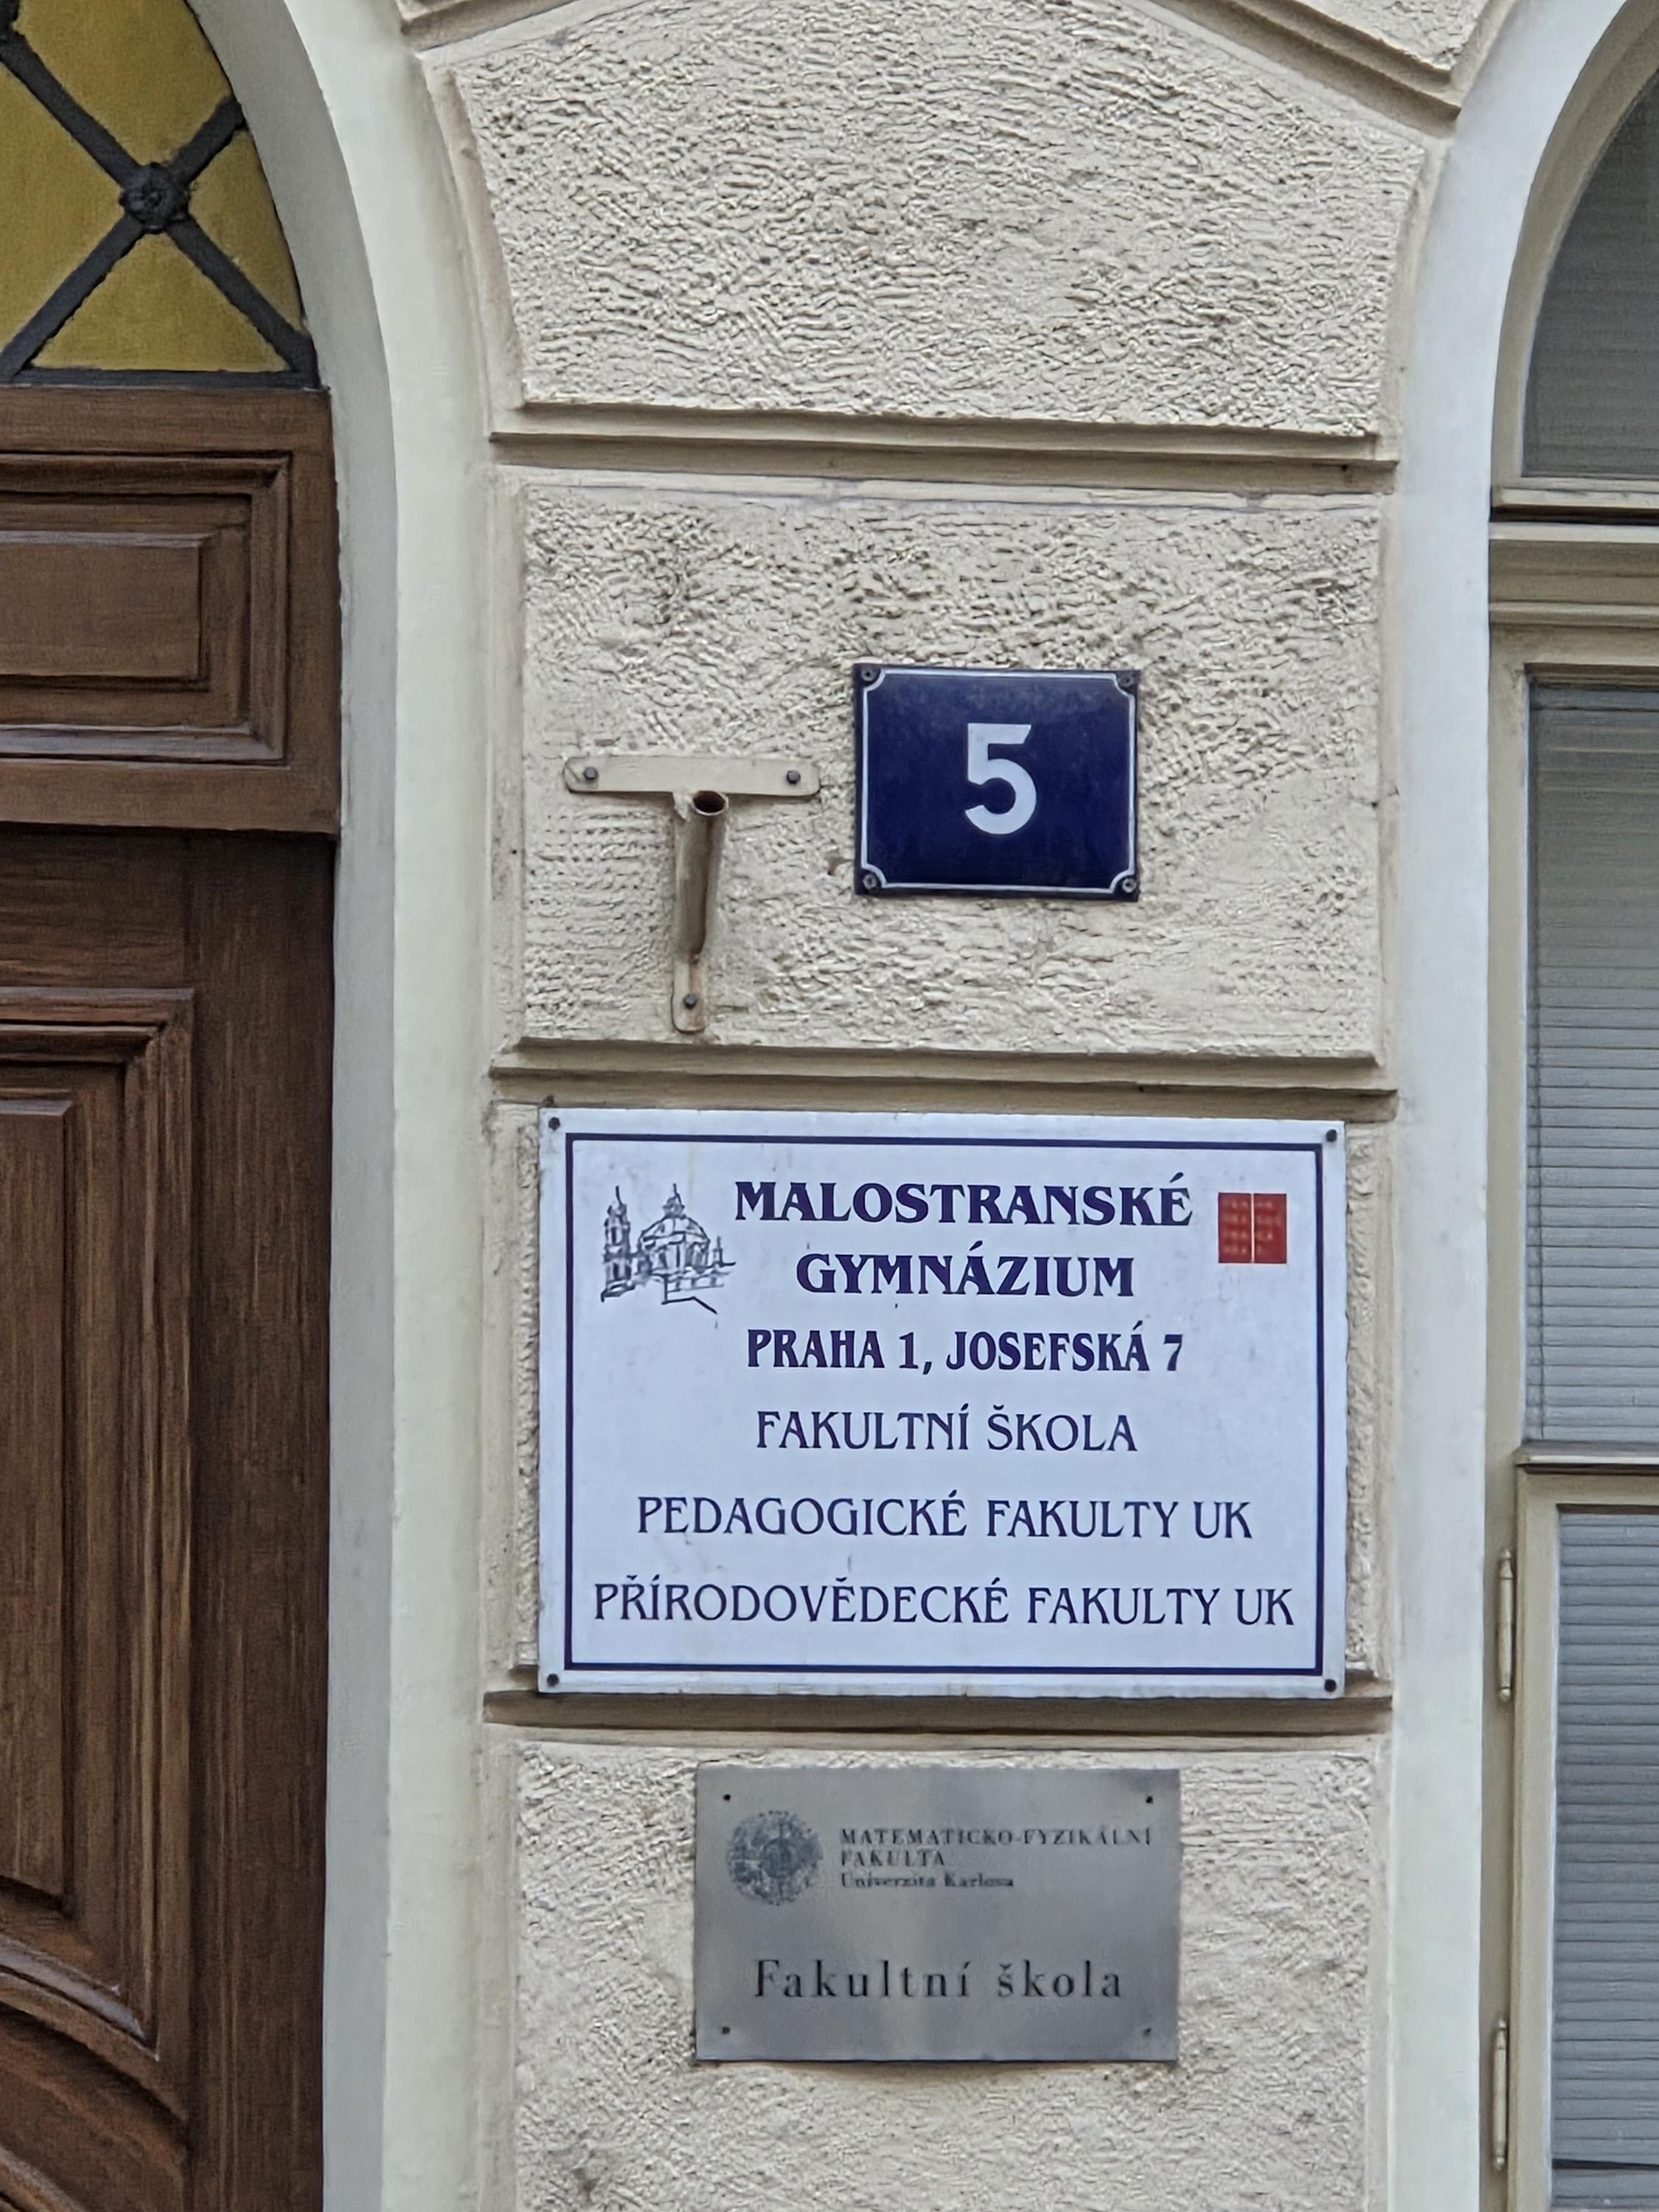 5
MALOSTRANSKÉ
GYMNÁZIUM
PRAHA 1, JOSEFSKÁ 7
FAKULTNÍ ŠKOLA
PEDAGOGICKÉ FAKULTY UK
PŘÍRODOVĚDECKÉ FAKULTY UK
MATEMATICKO-FYZIKÁLNÍ
FAKULTA
Univerzita Karlova
Fakultní škola